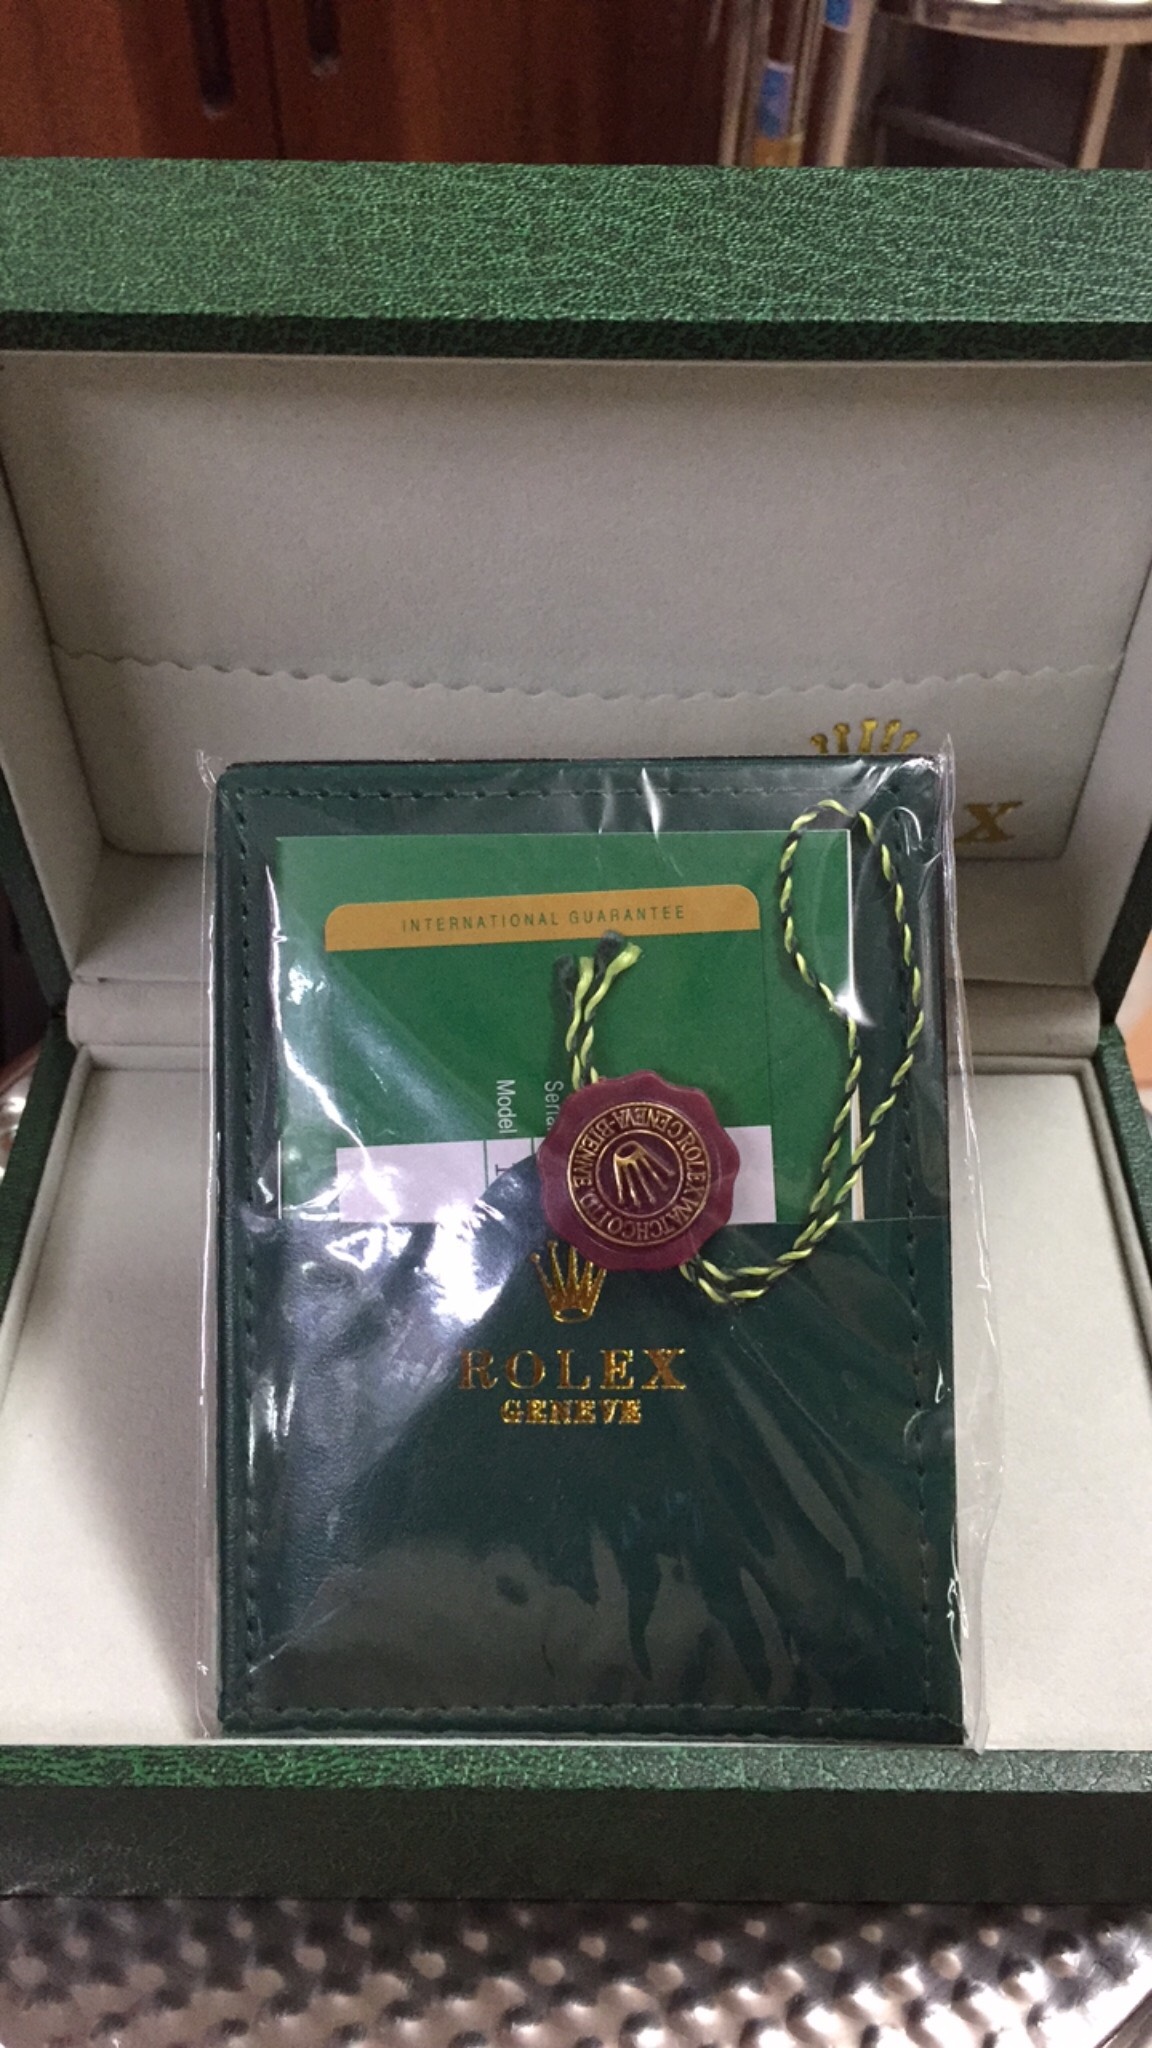 X
INTERNATIONAL GUARANTEE
Model
ROLEX WATCH CO LTD GENEVA-BIENNE
ROLEX
GENEVE